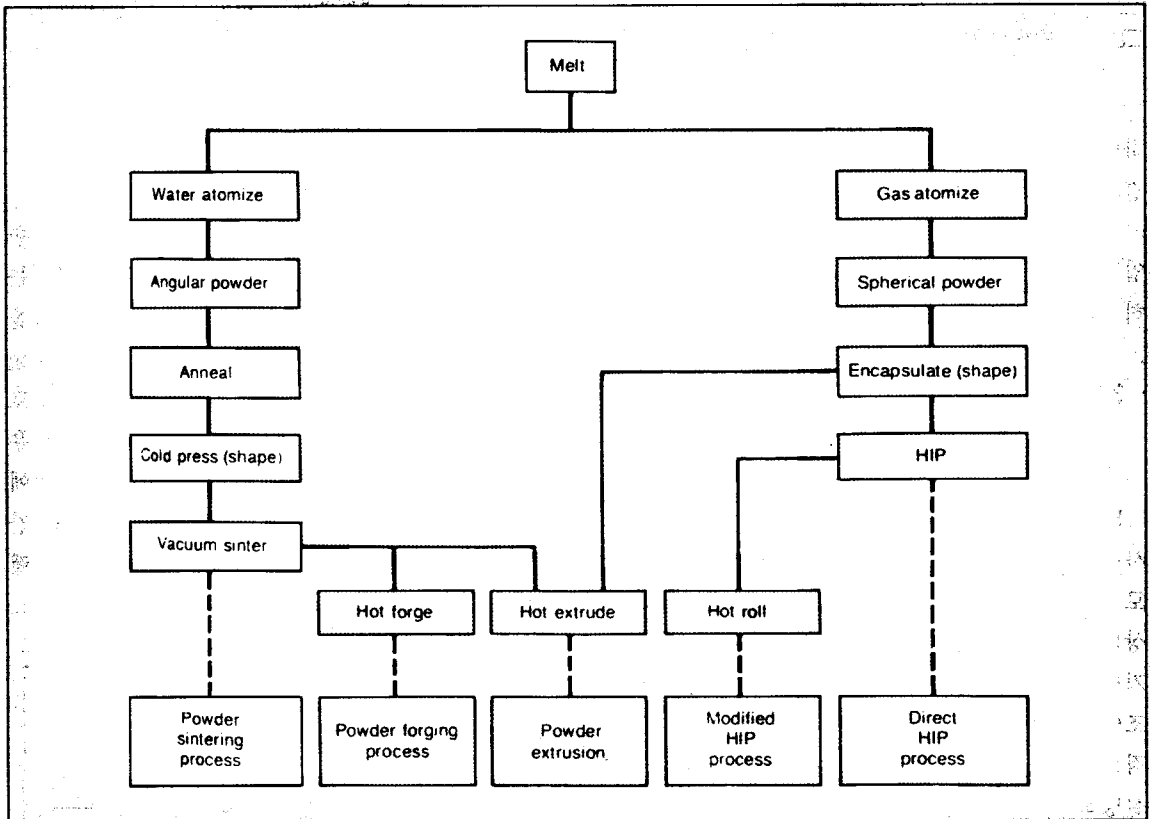 Melt
Water atomize
Gas atomize
Angular powder
Spherical powder
Anneal
Encapsulate (shape)
Cold press (shape)
HIP
Vacuum sinter
Hot forge
Hot extrude
Hot roll
Powder
sintering
process
Powder forging
process
Powder
extrusion
Modified
HIP
process
Direct
HIP
process